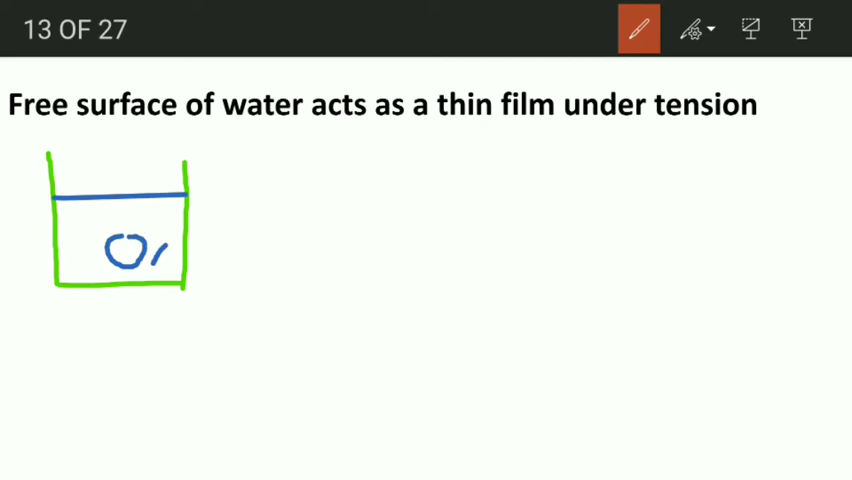 13 OF 27
Free surface of water acts as a thin film under tension